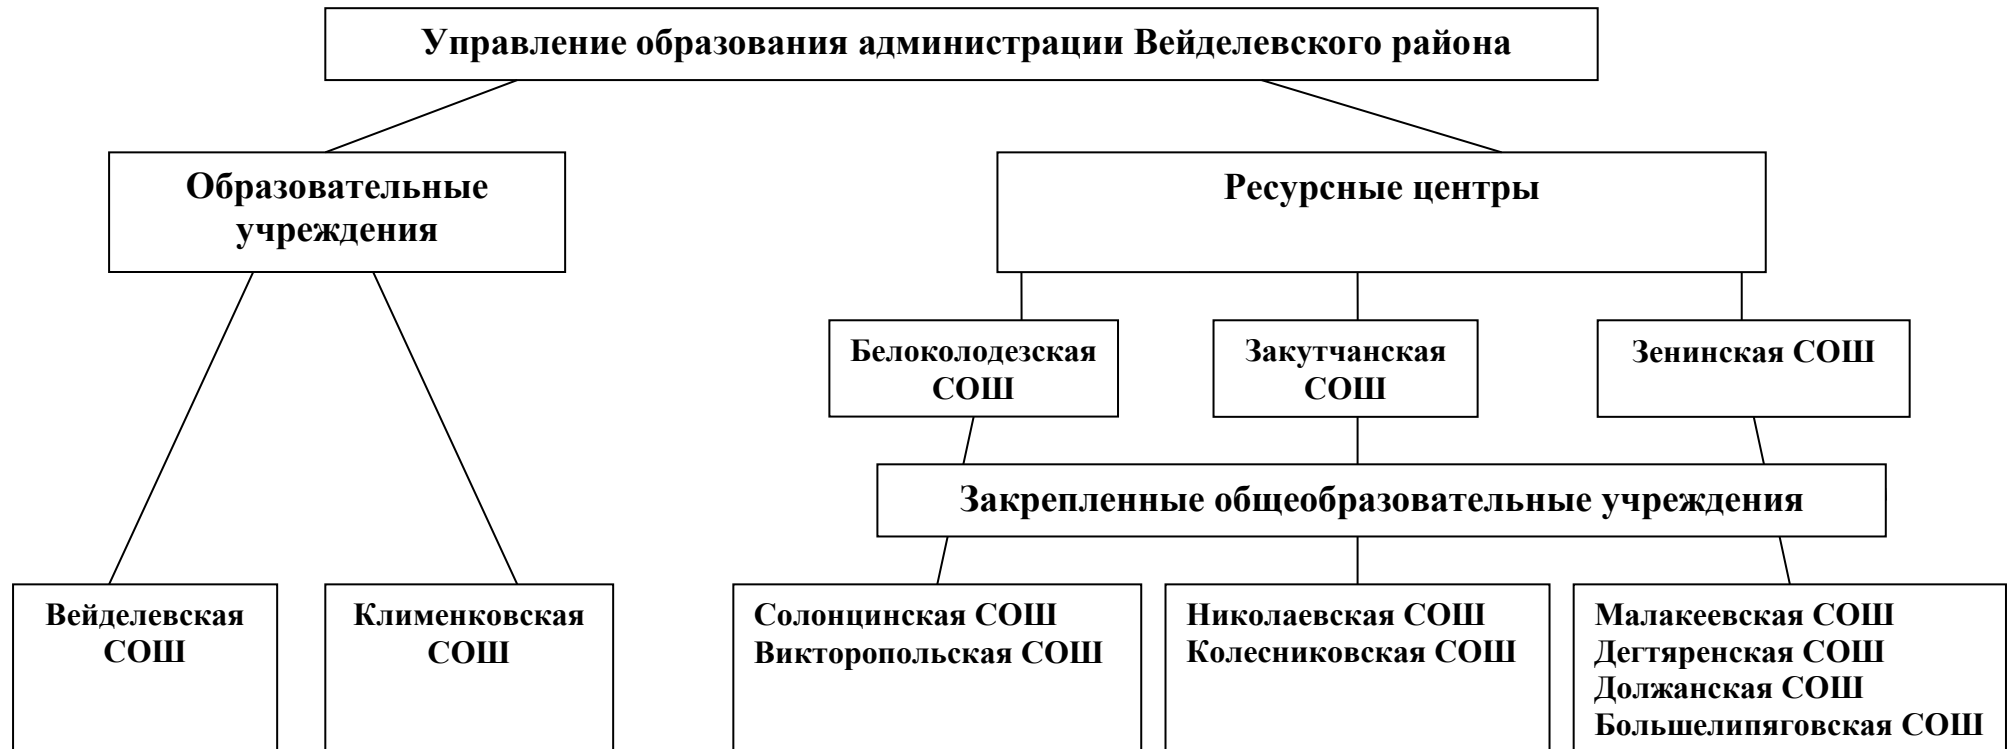 Управление образования администрации Вейделевского района
Образовательные
учреждения
Ресурсные центры
Белоколодезская
СОШ
Закутчанская
СОШ
Зенинская СОШ
Закрепленные общеобразовательные учреждения
Вейделевская
СОШ
Клименковская
СОШ
Солонцинская СОШ
Викторопольская СОШ
Николаевская СОШ
Колесниковская СОШ
Малакеевская СОШ
Дегтяренская СОШ
Должанская СОШ
Большелипяговская СОШ